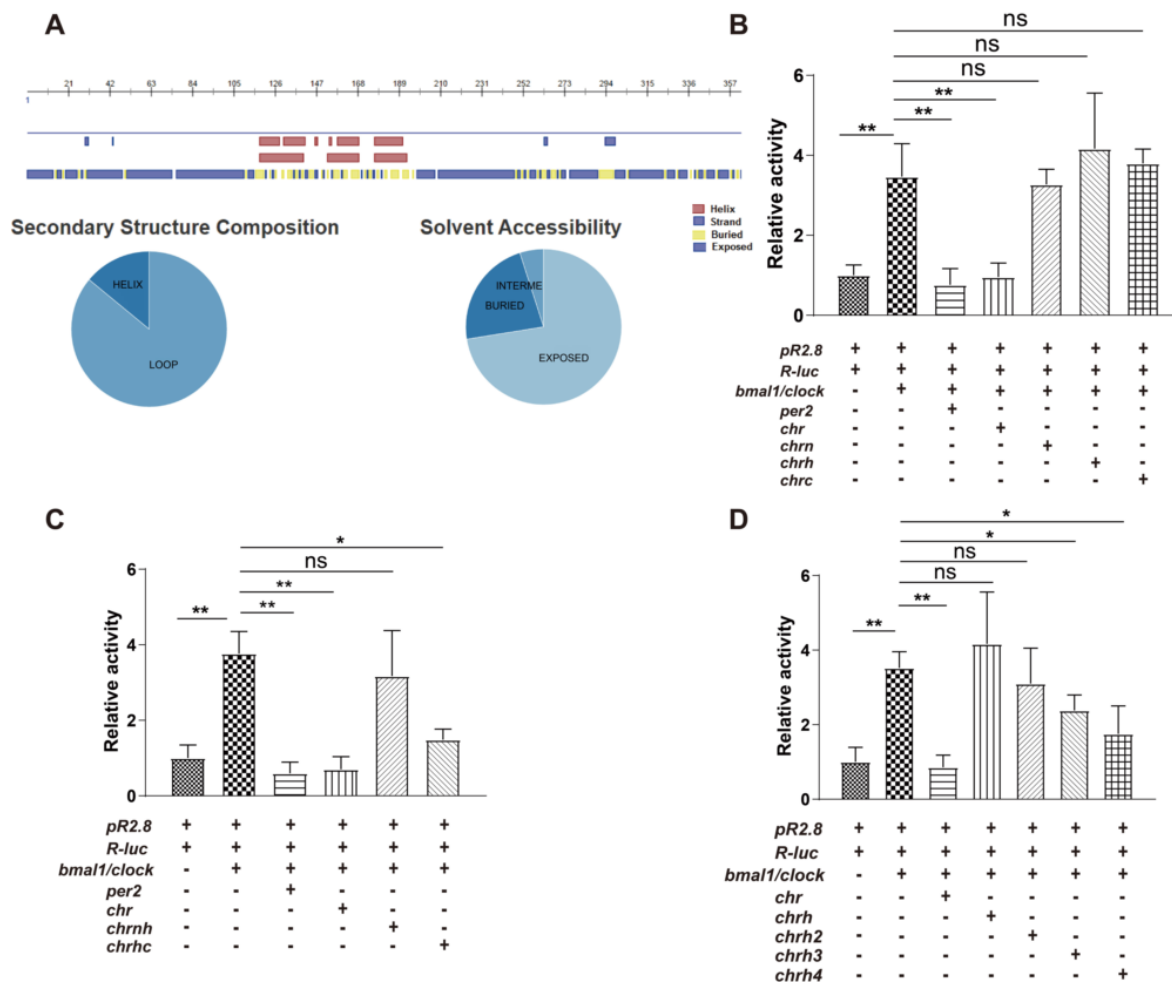 A
21 42 63 84 105 126 147 168 189 210 231 252 273 294 315 336 357
1
Helix
Strand
Buried
Exposed
Secondary Structure Composition
HELIX
LOOP
Solvent Accessibility
INTERME
BURIED
EXPOSED
B
ns
ns
ns
**
**
**
Relative activity
6
4
2
0
pR2.8 + + + + + + +
R-luc + + + + + + +
bmal1/clock - + + + + + +
per2 - - + - - - -
chr - - - + - - -
chrn - - - - + - -
chrh - - - - - + -
chrc - - - - - - +
C
*
ns
**
**
**
Relative activity
6
4
2
0
pR2.8 + + + + + +
R-luc + + + + + +
bmal1/clock - + + + + +
per2 - - + - - -
chr - - - + - -
chrnh - - - - + -
chrhc - - - - - +
D
*
*
ns
ns
**
**
Relative activity
6
4
2
0
pR2.8 + + + + + + +
R-luc + + + + + + +
bmal1/clock - + + + + + +
chr - - + - - - -
chrh - - - + - - -
chrh2 - - - - + - -
chrh3 - - - - - + -
chrh4 - - - - - - +